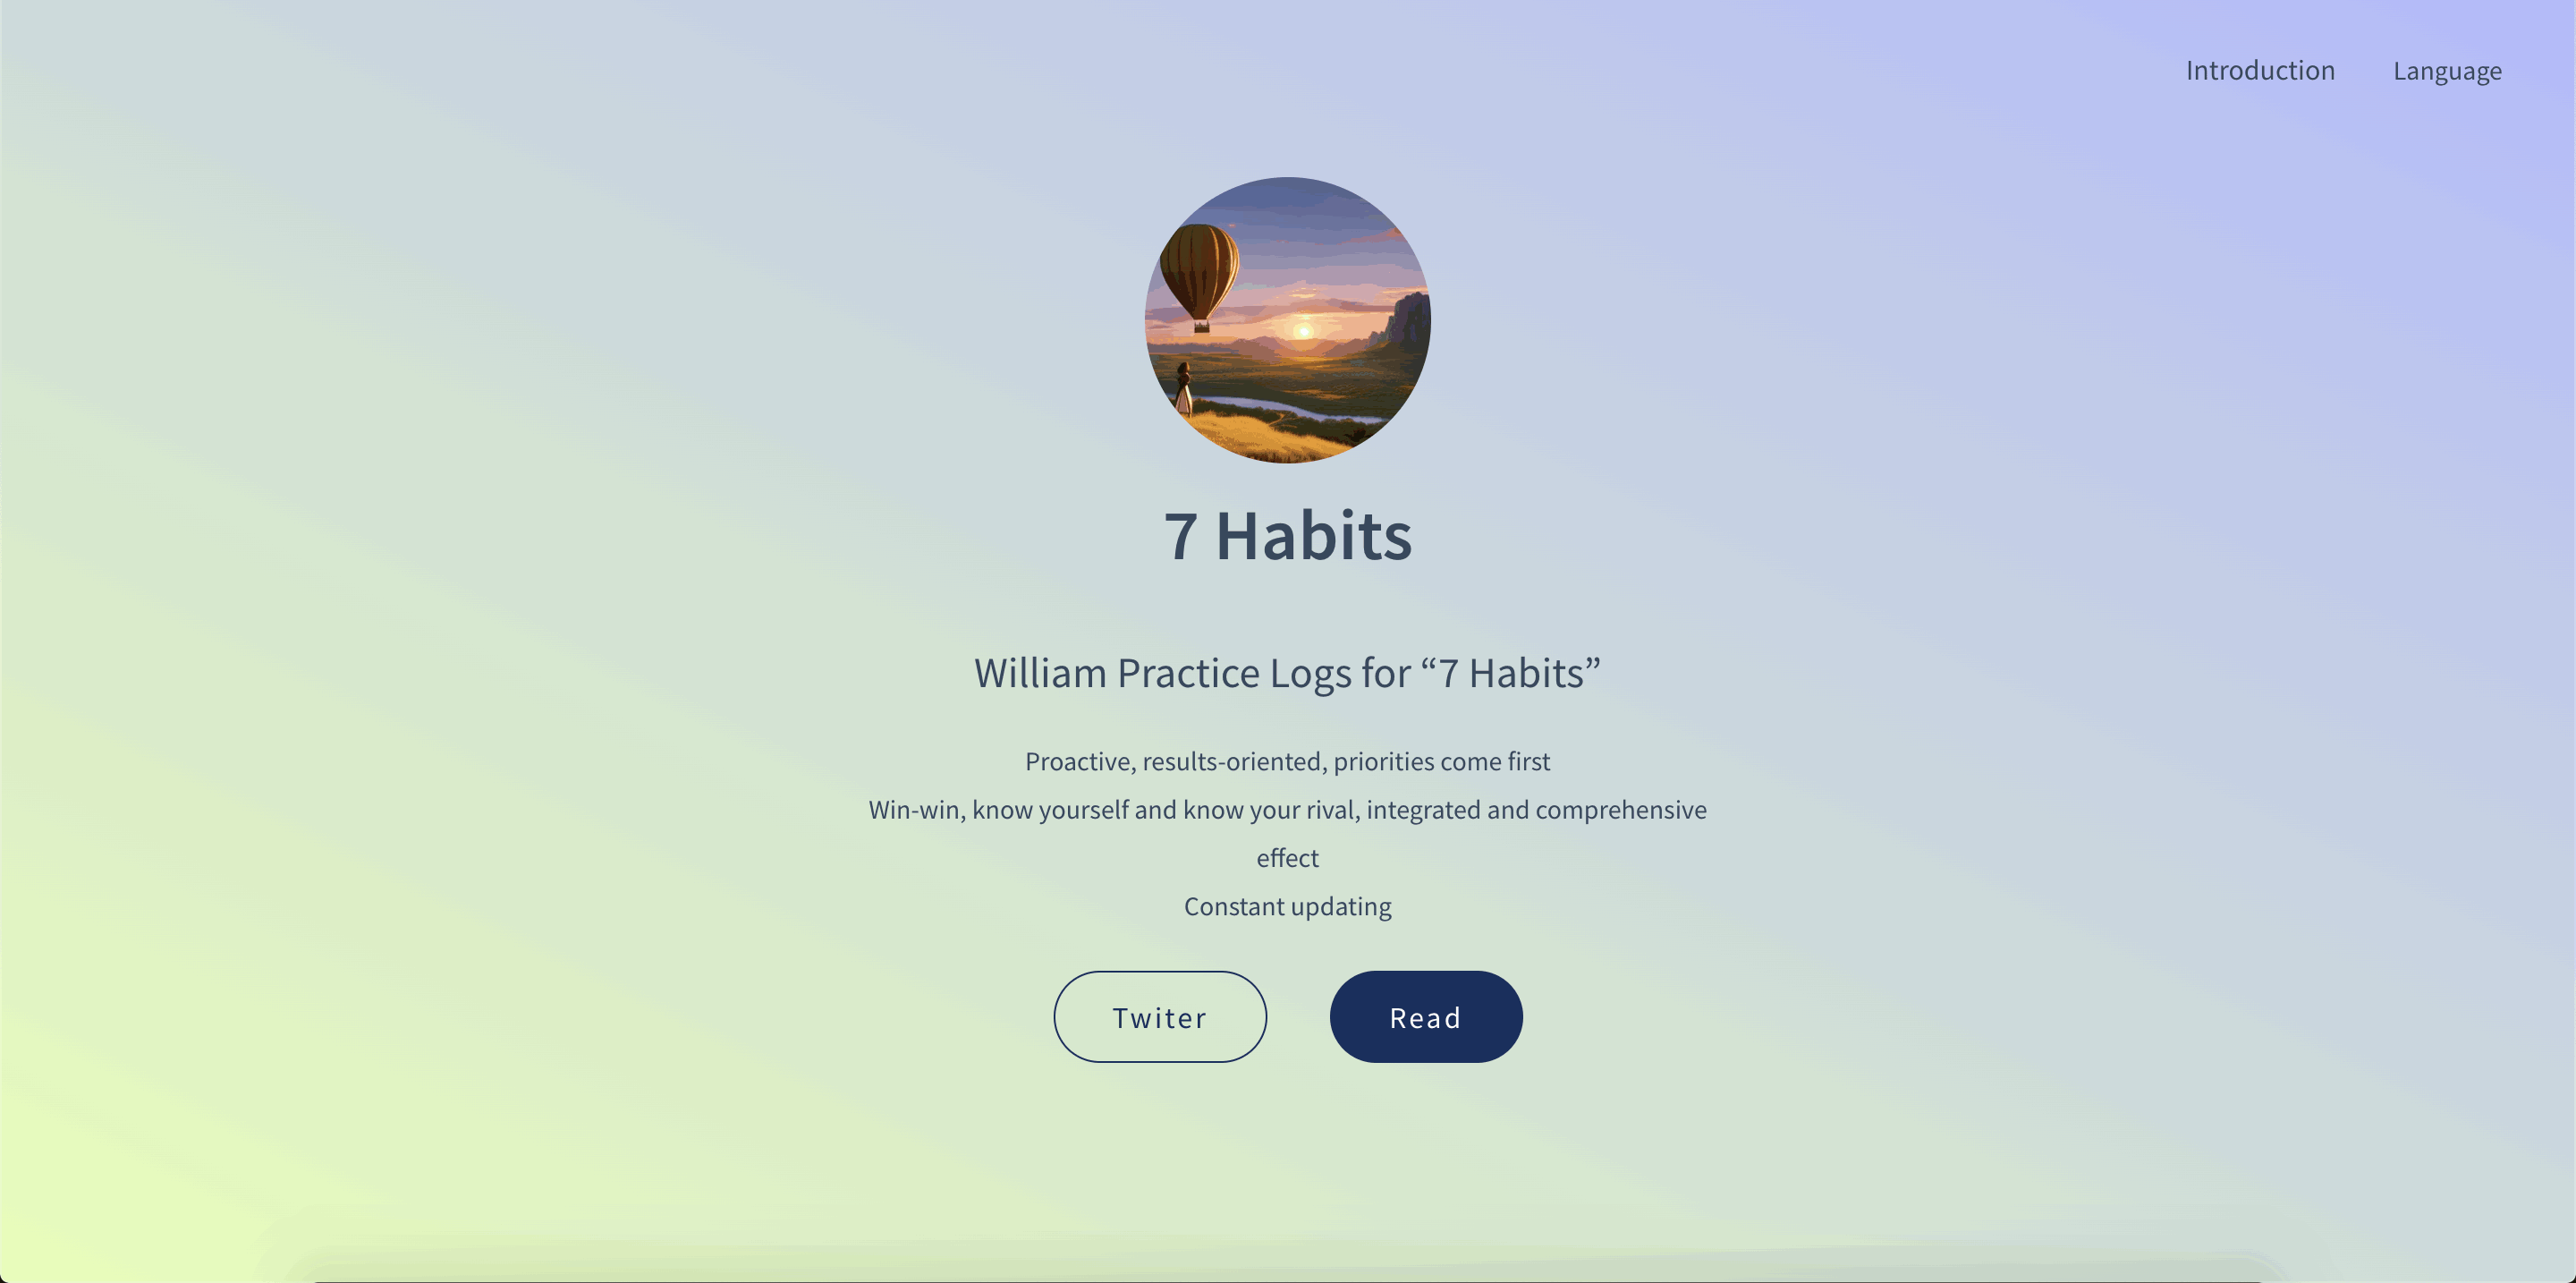 Introduction
Language
7 Habits
William Practice Logs for “7 Habits”
Proactive, results-oriented, priorities come first
Win-win, know yourself and know your rival, integrated and comprehensive
effect
Constant updating
Twiter
Read